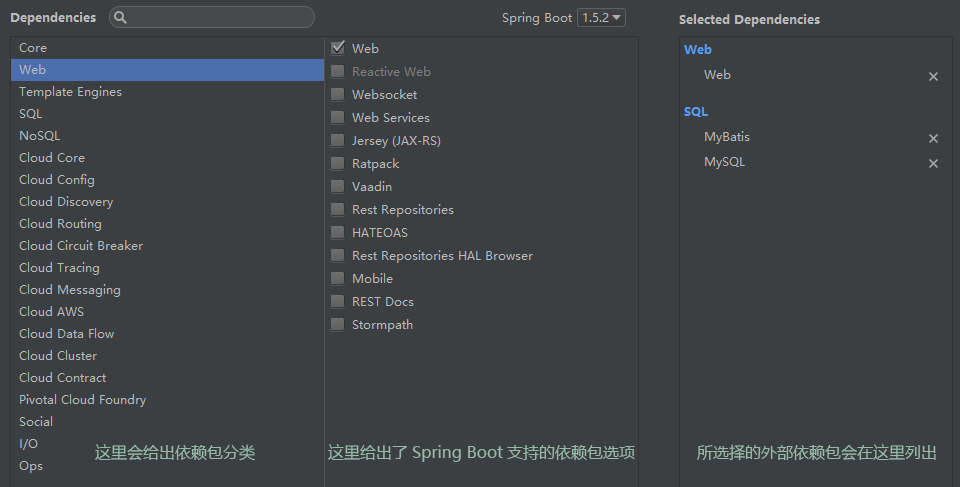 Dependencies
Spring Boot 1.5.2
Selected Dependencies
Core
Web
Template Engines
SQL
NoSQL
Cloud Core
Cloud Config
Cloud Discovery
Cloud Routing
Cloud Circuit Breaker
Cloud Tracing
Cloud Messaging
Cloud AWS
Cloud Data Flow
Cloud Cluster
Cloud Contract
Pivotal Cloud Foundry
Social
I/O
Ops
这里会给出依赖包分类
Web
Reactive Web
Websocket
Web Services
Jersey (JAX-RS)
Ratpack
Vaadin
Rest Repositories
HATEOAS
Rest Repositories HAL Browser
Mobile
REST Docs
Stormpath
这里给出了 Spring Boot 支持的依赖包选项
Web
Web
SQL
MyBatis
MySQL
所选择的外部依赖包会在这里列出